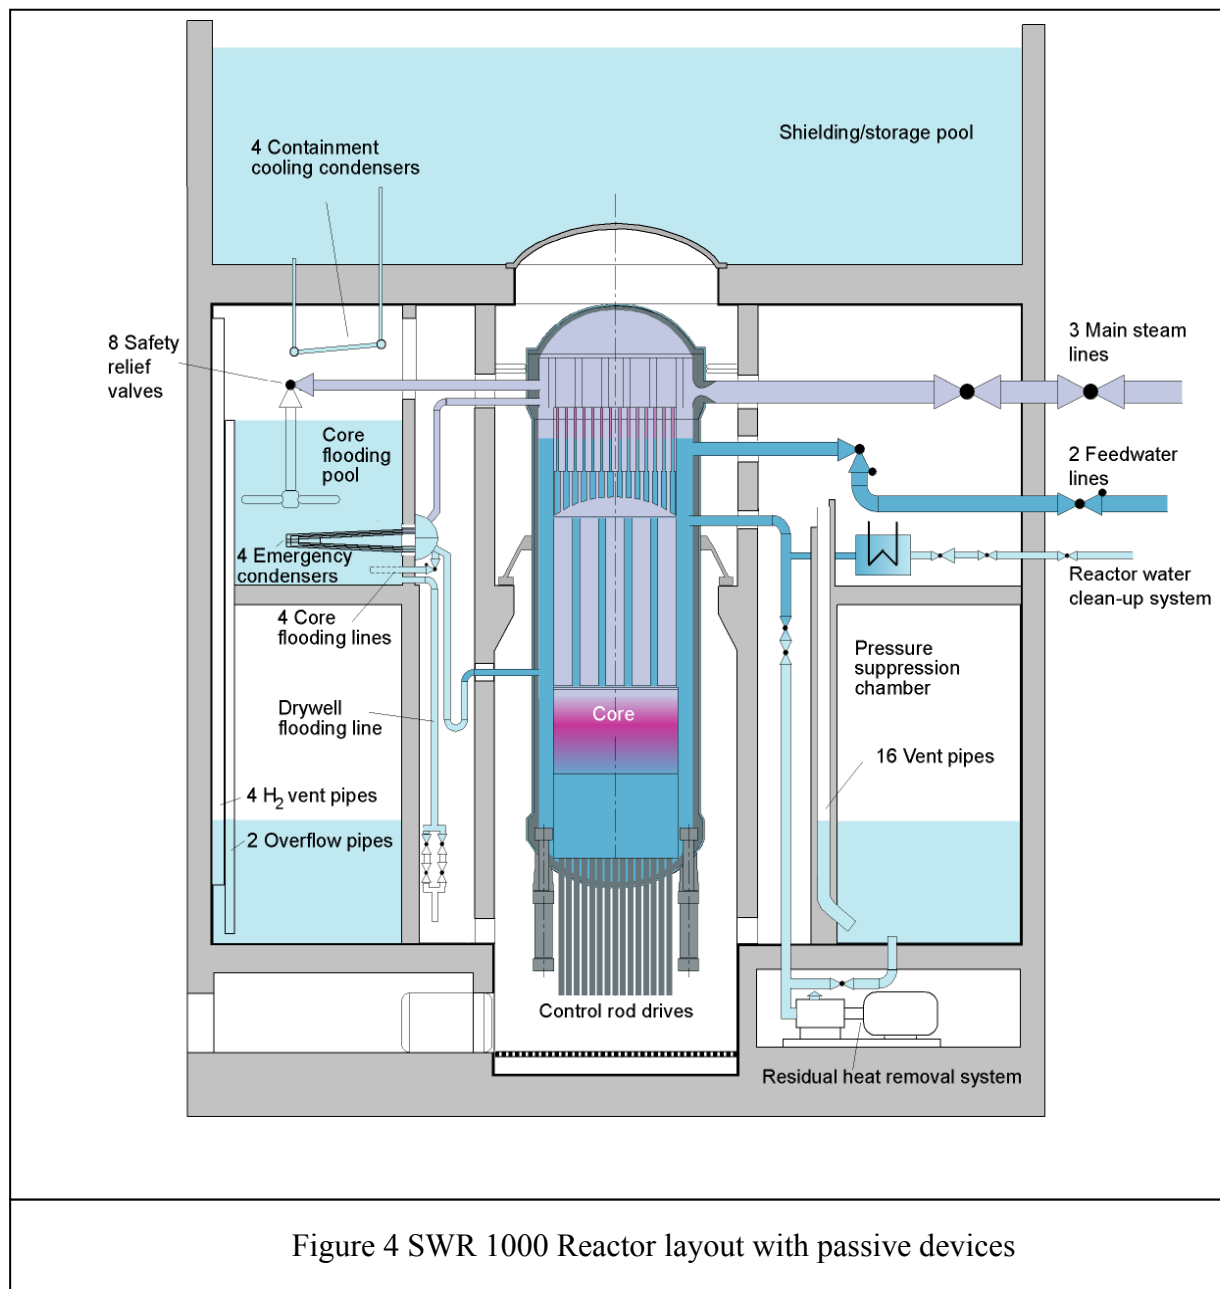 Shielding/storage pool
4 Containment
cooling condensers
8 Safety
relief
valves
3 Main steam
lines
Core
flooding
pool
2 Feedwater
lines
4 Emergency
condensers
Reactor water
clean-up system
4 Core
flooding lines
Pressure
suppression
chamber
Drywell
flooding line
Core
16 Vent pipes
4 H2 vent pipes
2 Overflow pipes
Control rod drives
Residual heat removal system
Figure 4 SWR 1000 Reactor layout with passive devices